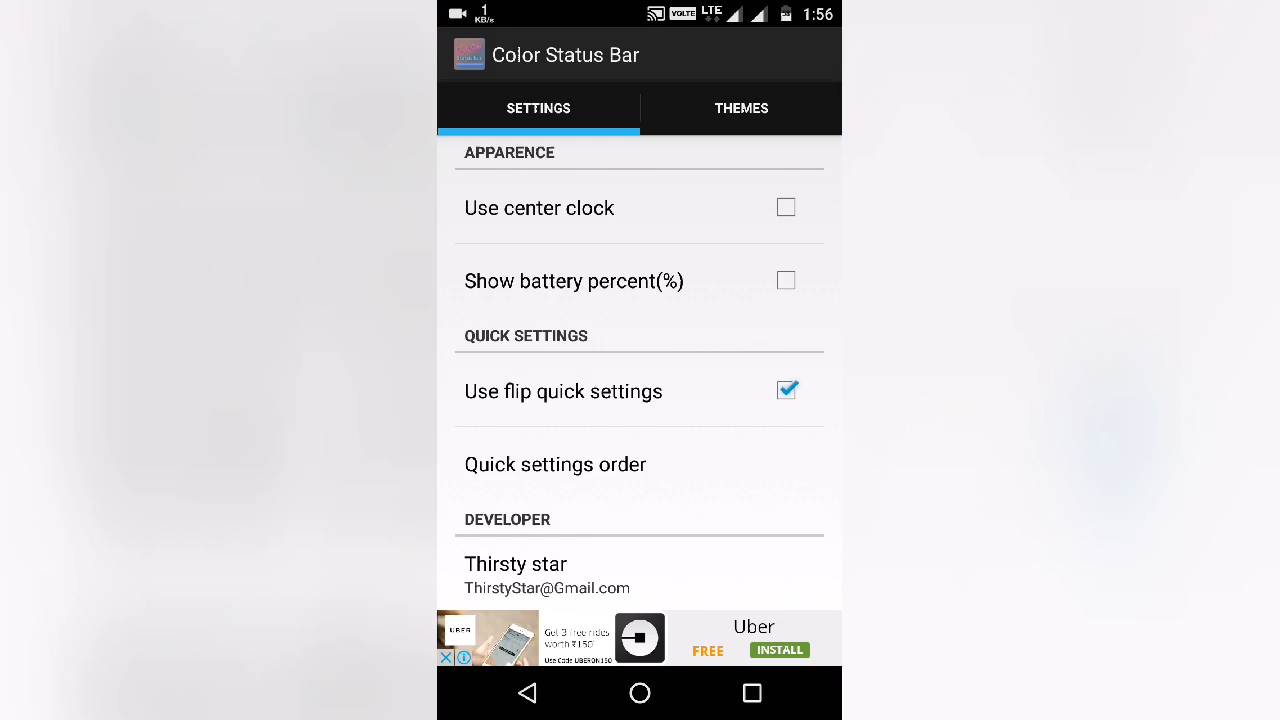 1
KB/s
VOLTE
LTE
1:56
Color Status Bar
SETTINGS
THEMES
APPARENCE
Use center clock
Show battery percent(%)
QUICK SETTINGS
Use flip quick settings
Quick settings order
DEVELOPER
Thirsty star
ThirstyStar@Gmail.com
UBER
Get 3 free rides
worth ₹150*
Use Code UBERON150
Uber
FREE
INSTALL